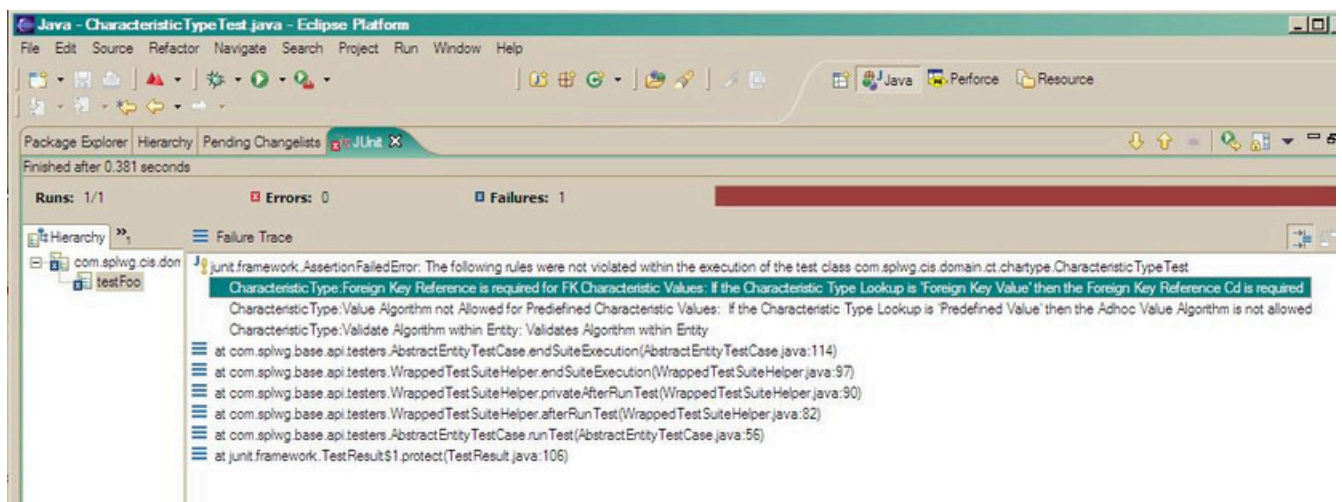 Java - CharacteristicTypeTest.java - Eclipse Platform
File Edit Source Refactor Navigate Search Project Run Window Help
Java Perforce Resource
Package Explorer Hierarchy Pending Changelists JUnit
Finished after 0.381 seconds
Runs: 1/1 Errors: 0 Failures: 1
Hierarchy »1 Failure Trace
com.splwg.cis.dom
testFoo
junit.framework.AssertionFailedError: The following rules were not violated within the execution of the test class com.splwg.cis.domain.ct.chartype.CharacteristicTypeTest
CharacteristicType:Foreign Key Reference is required for FK Characteristic Values: If the Characteristic Type Lookup is 'Foreign Key Value' then the Foreign Key Reference Cd is required
CharacteristicType:Value Algorithm not Allowed for Predefined Characteristic Values: If the Characteristic Type Lookup is 'Predefined Value' then the Adhoc Value Algorithm is not allowed
CharacteristicType:Validate Algorithm within Entity: Validates Algorithm within Entity
at com.splwg.base.api.testers.AbstractEntityTestCase.endSuiteExecution(AbstractEntityTestCase.java:114)
at com.splwg.base.api.testers.WrappedTestSuiteHelper.endSuiteExecution(WrappedTestSuiteHelper.java:97)
at com.splwg.base.api.testers.WrappedTestSuiteHelper.privateAfterRunTest(WrappedTestSuiteHelper.java:90)
at com.splwg.base.api.testers.WrappedTestSuiteHelper.afterRunTest(WrappedTestSuiteHelper.java:82)
at com.splwg.base.api.testers.AbstractEntityTestCase.runTest(AbstractEntityTestCase.java:56)
at junit.framework.TestResult$1.protect(TestResult.java:106)